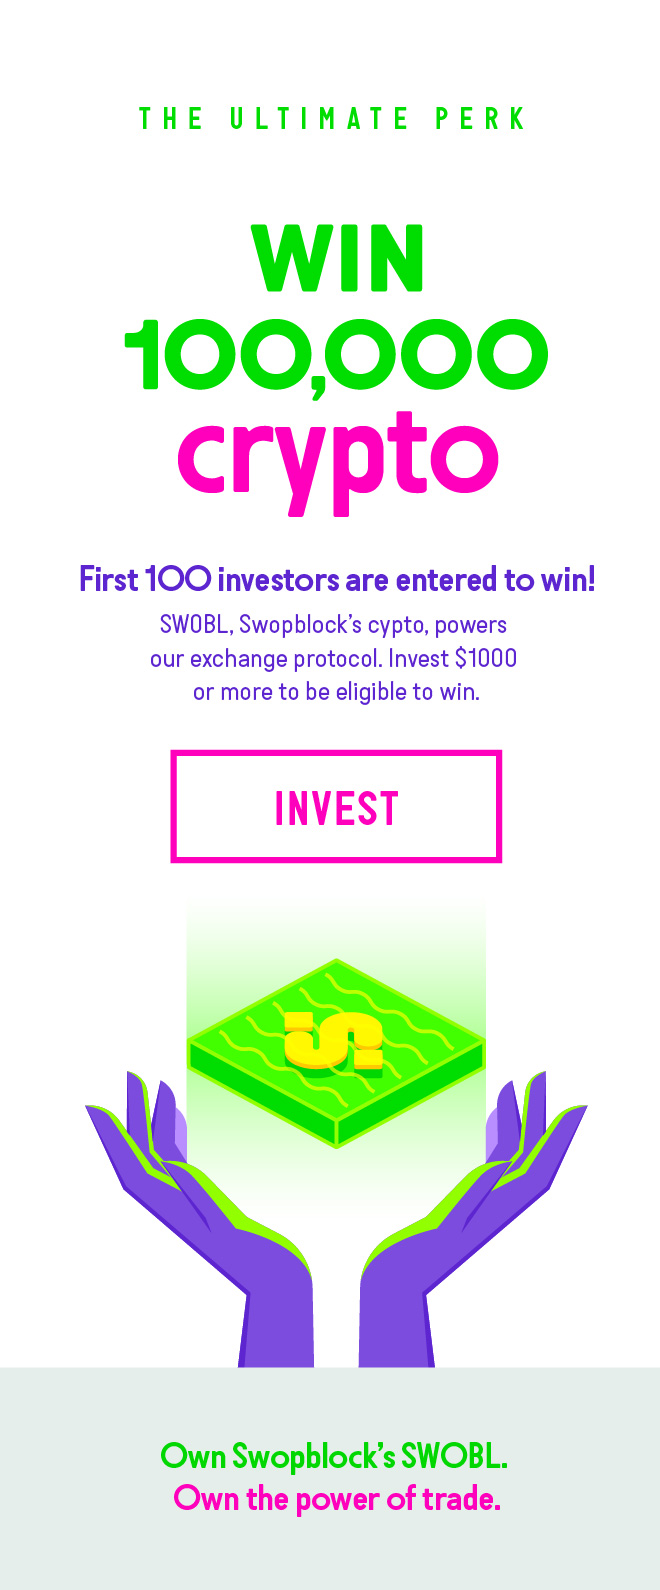 THE ULTIMATE PERK
WIN
100,000
crypto
First 100 investors are entered to win!
SWOBL, Swopblock's cypto, powers
our exchange protocol. Invest $1000
or more to be eligible to win.
INVEST
Own Swopblock's SWOBL.
Own the power of trade.